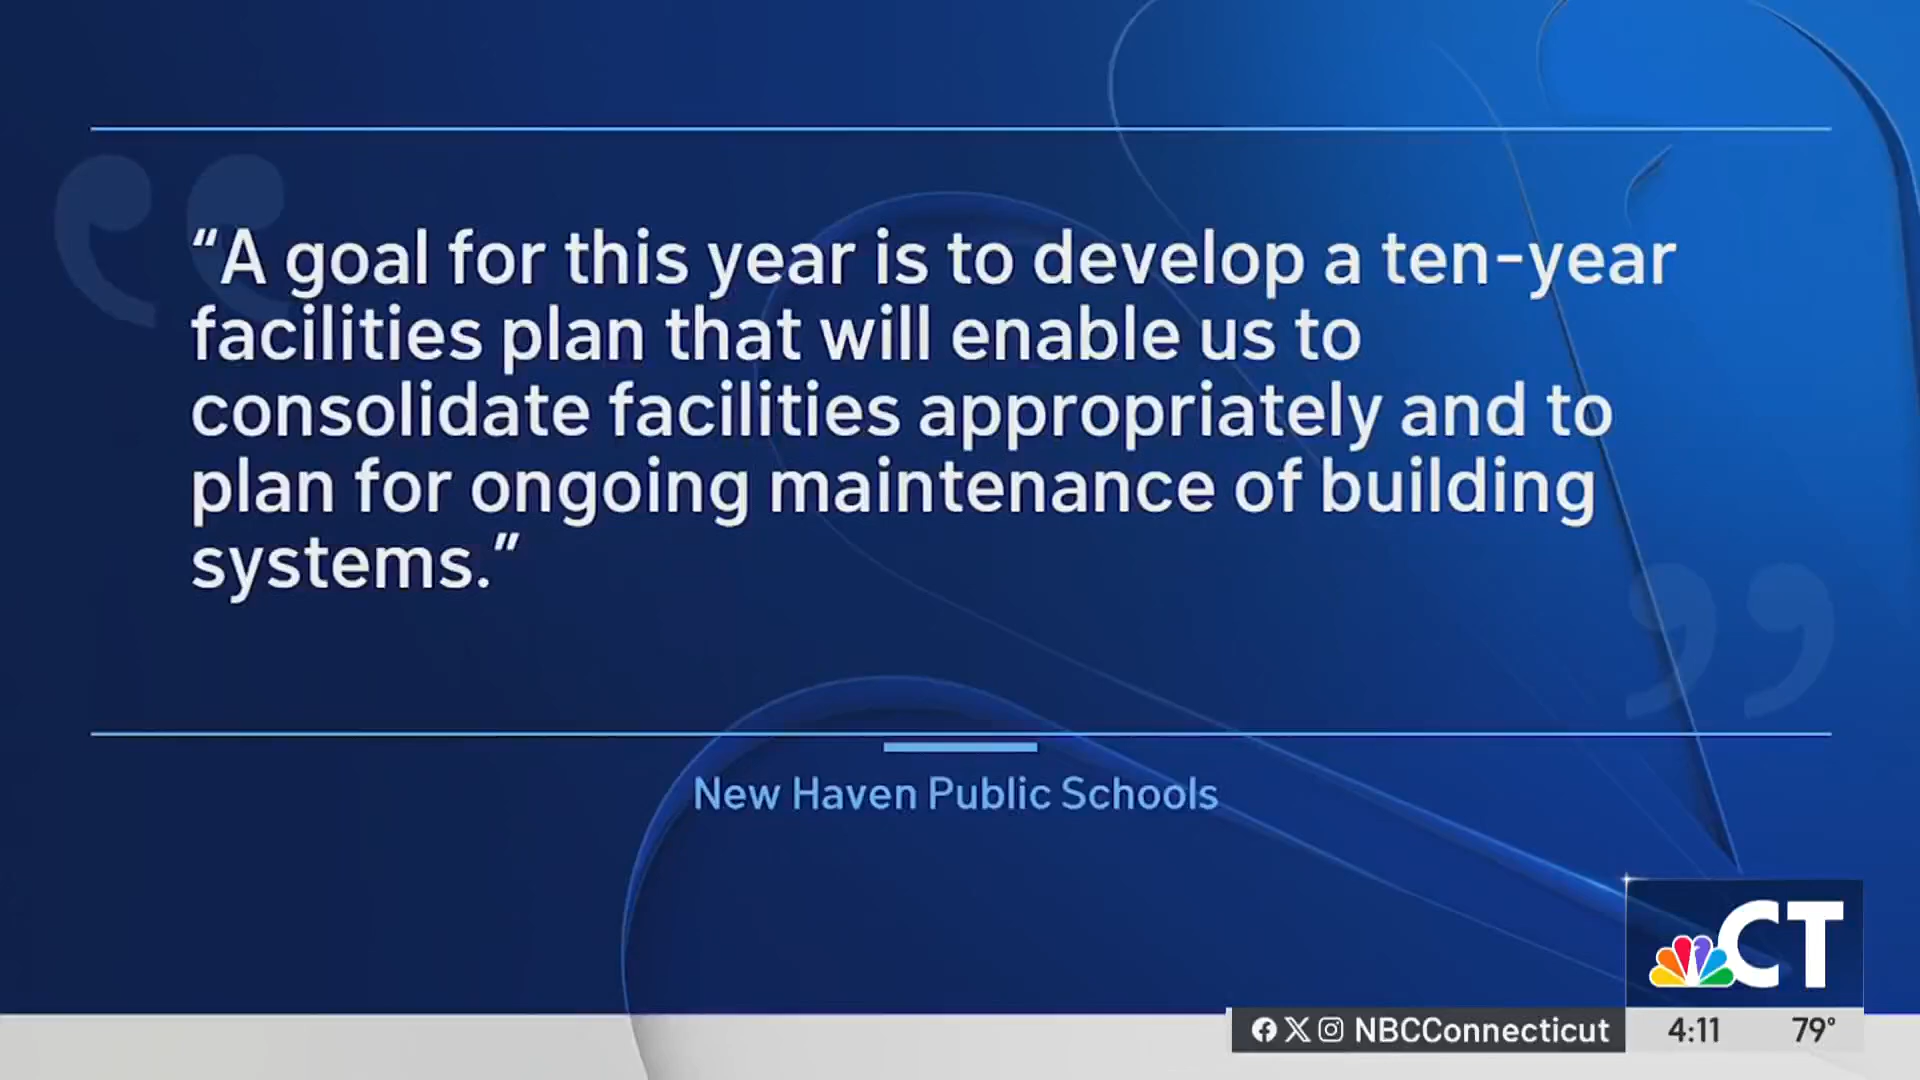 “A goal for this year is to develop a ten-year
facilities plan that will enable us to
consolidate facilities appropriately and to
plan for ongoing maintenance of building
systems.”
New Haven Public Schools
CT
NBCConnecticut 4:11 79°